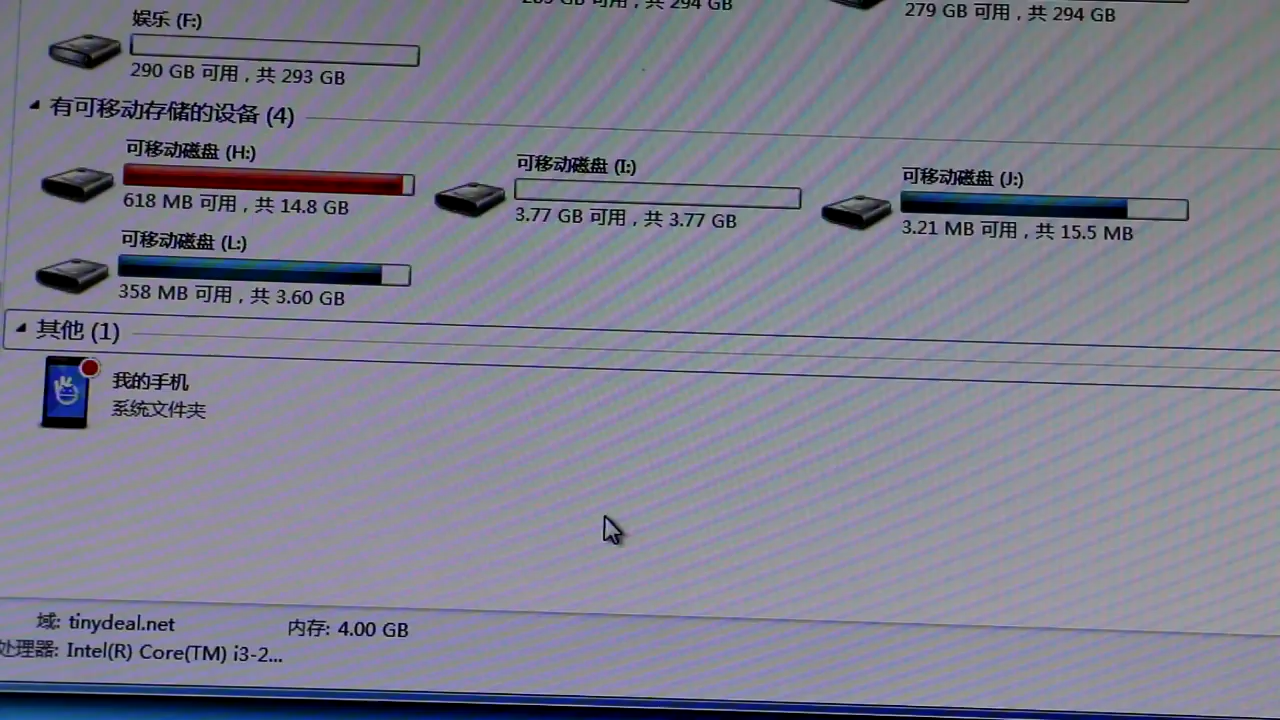 娱乐 (F:)
290 GB 可用，共 293 GB
可用，共 294 GB
279 GB 可用，共 294 GB
有可移动存储的设备 (4)
可移动磁盘 (H:)
618 MB 可用，共 14.8 GB
可移动磁盘 (I:)
3.77 GB 可用，共 3.77 GB
可移动磁盘 (J:)
3.21 MB 可用，共 15.5 MB
可移动磁盘 (L:)
358 MB 可用，共 3.60 GB
其他 (1)
我的手机
系统文件夹
域: tinydeal.net
内存: 4.00 GB
处理器: Intel(R) Core(TM) i3-2...